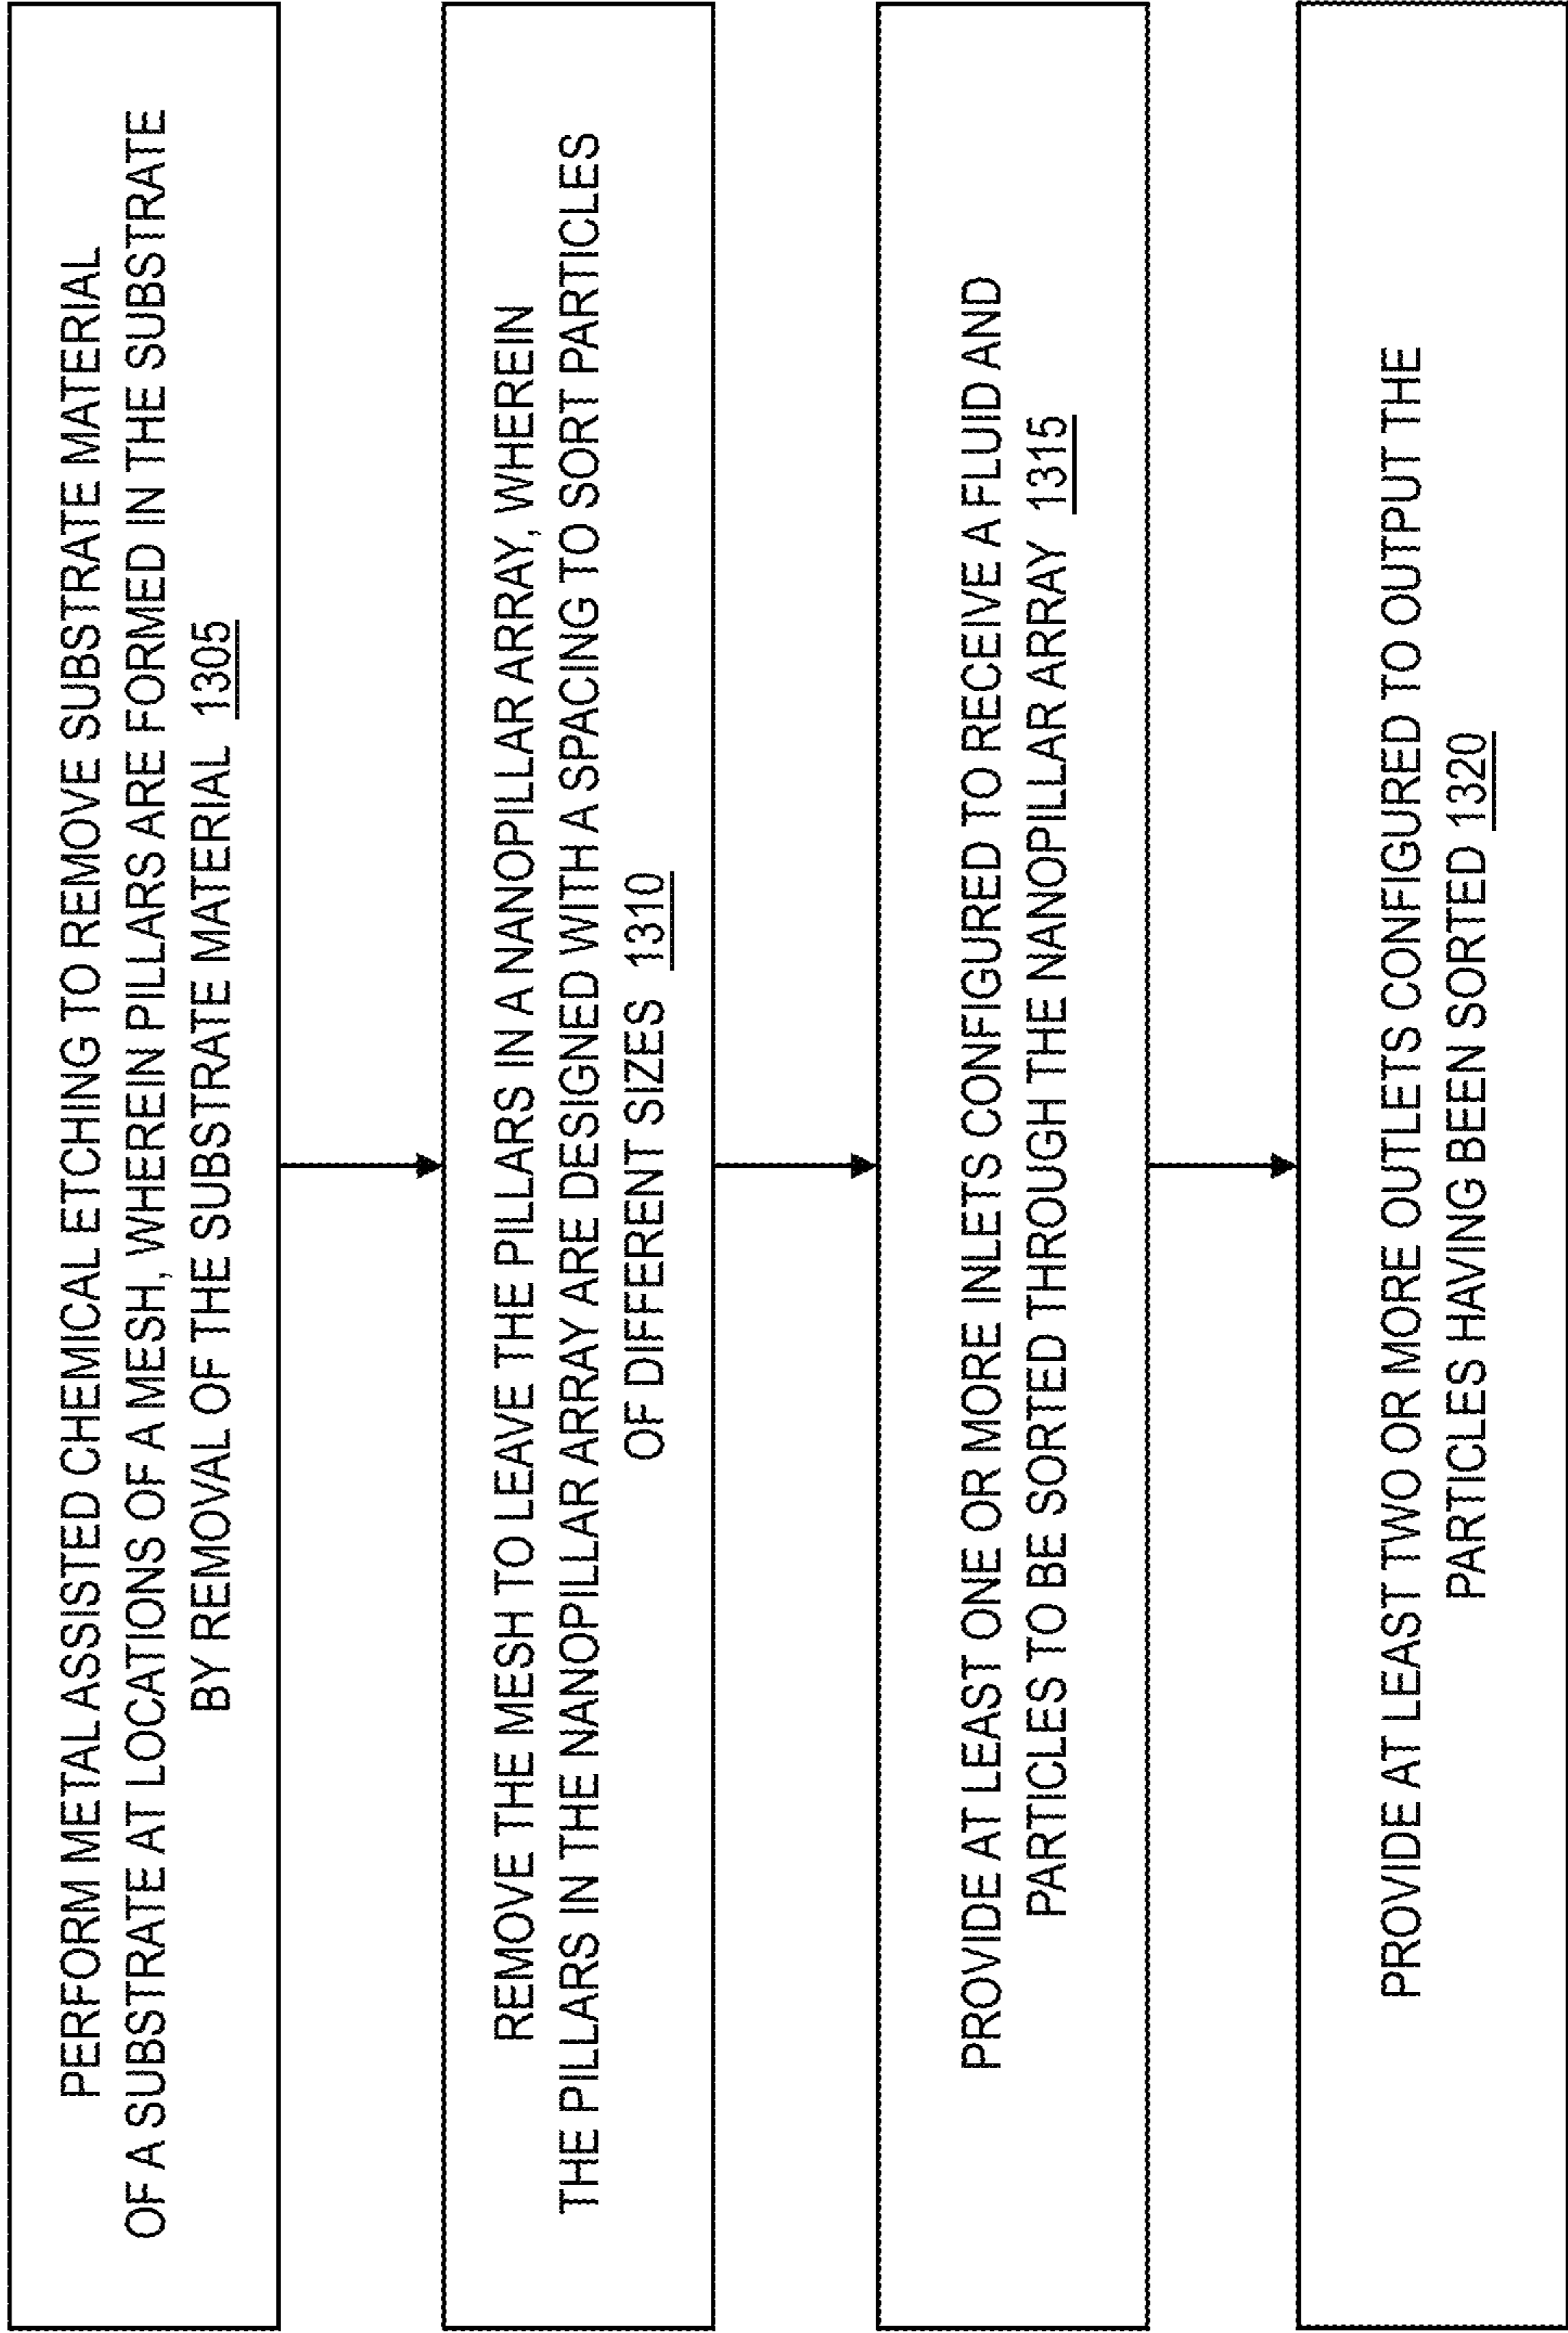 PERFORM METAL ASSISTED CHEMICAL ETCHING TO REMOVE SUBSTRATE MATERIAL
OF A SUBSTRATE AT LOCATIONS OF A MESH, WHEREIN PILLARS ARE FORMED IN THE SUBSTRATE
BY REMOVAL OF THE SUBSTRATE MATERIAL 1305
REMOVE THE MESH TO LEAVE THE PILLARS IN A NANOPILLAR ARRAY, WHEREIN
THE PILLARS IN THE NANOPILLAR ARRAY ARE DESIGNED WITH A SPACING TO SORT PARTICLES
OF DIFFERENT SIZES 1310
PROVIDE AT LEAST ONE OR MORE INLETS CONFIGURED TO RECEIVE A FLUID AND
PARTICLES TO BE SORTED THROUGH THE NANOPILLAR ARRAY 1315
PROVIDE AT LEAST TWO OR MORE OUTLETS CONFIGURED TO OUTPUT THE
PARTICLES HAVING BEEN SORTED 1320